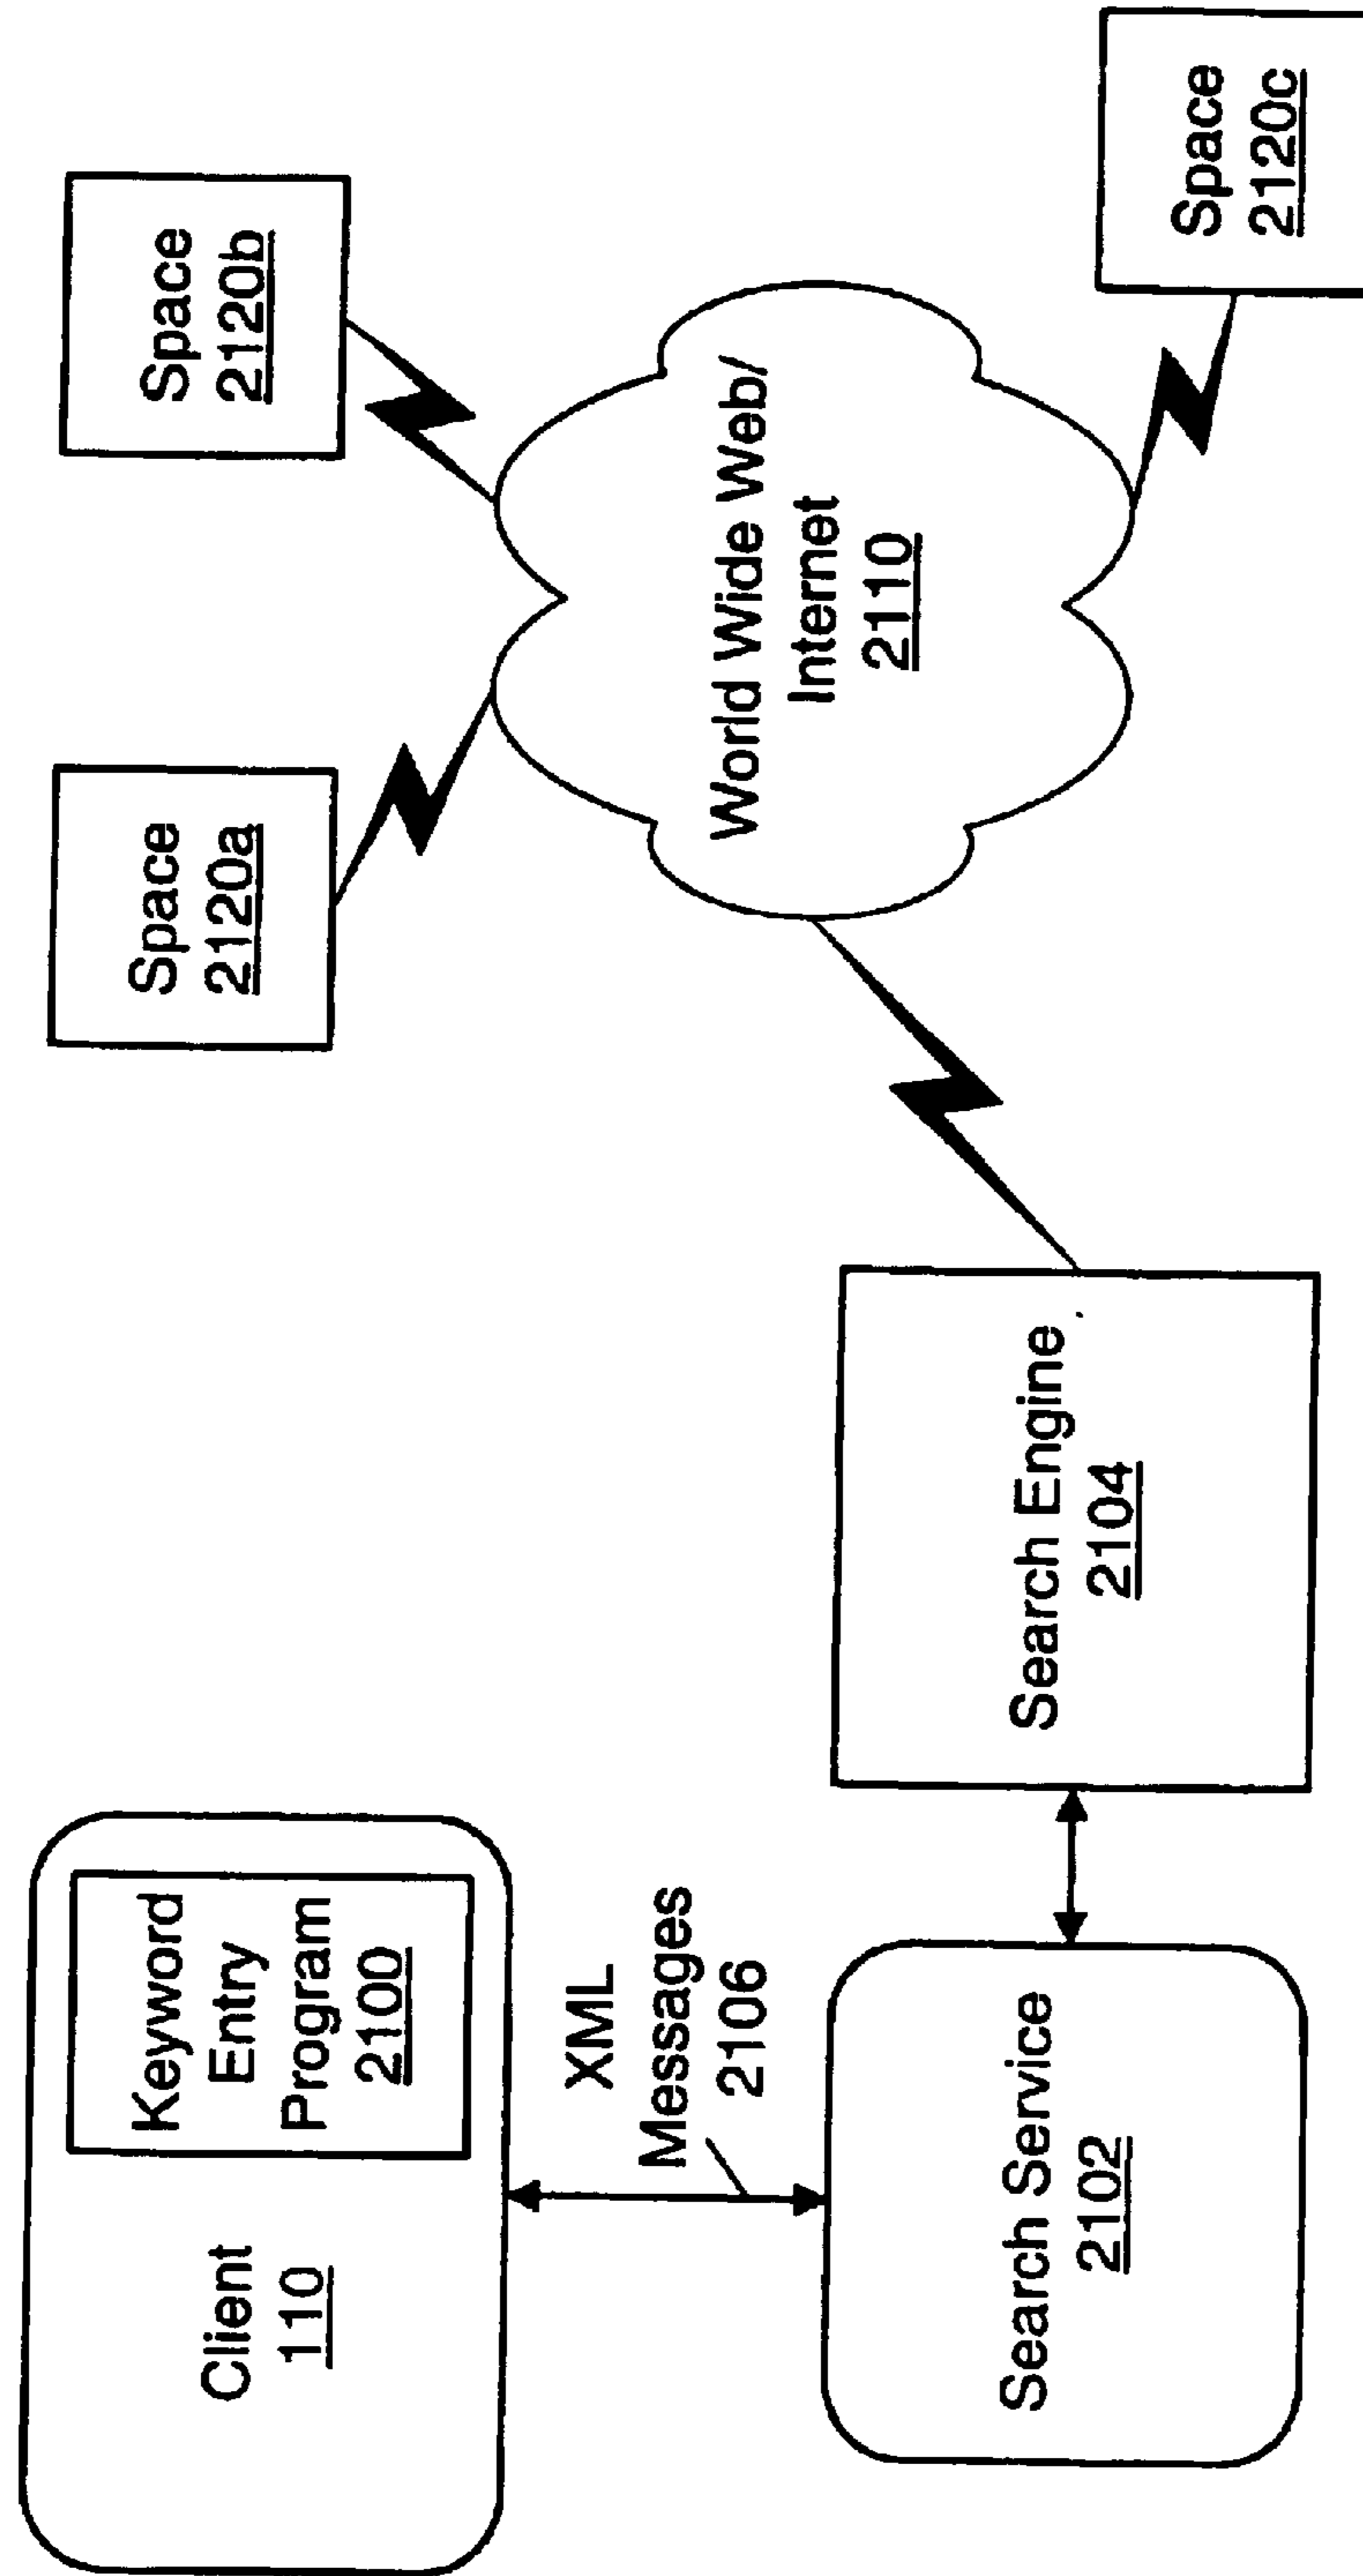 Client
110
Keyword
Entry
Program
2100
XML
Messages
2106
Search Service
2102
Search Engine
2104
Space
2120a
Space
2120b
World Wide Web/
Internet
2110
Space
2120c